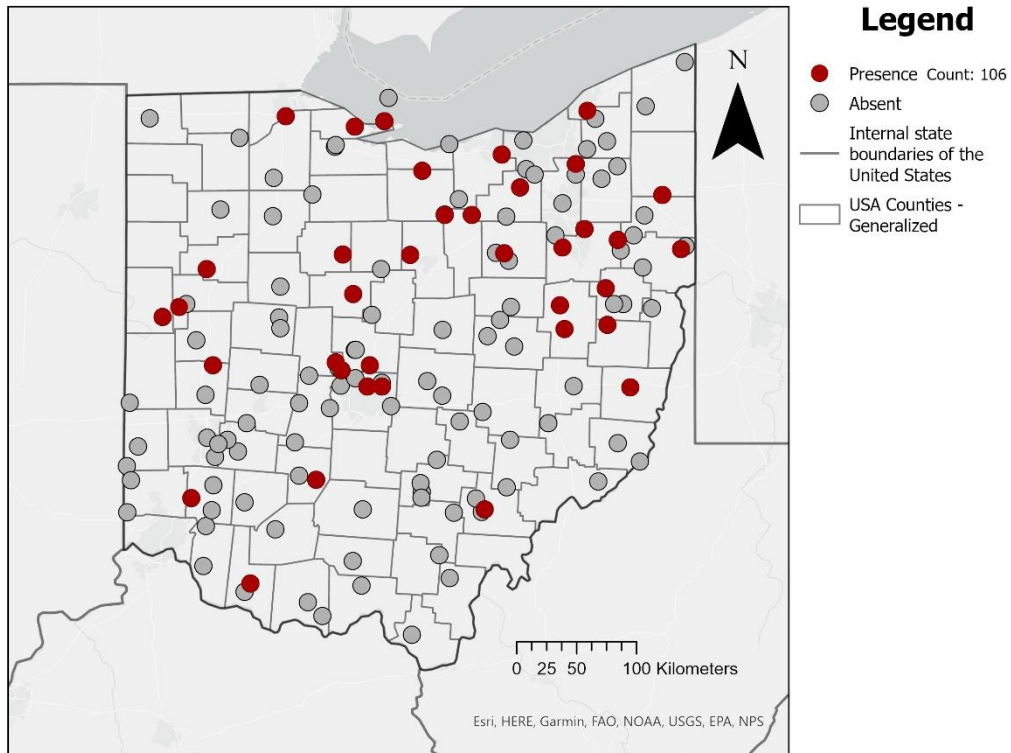 Legend
N
Presence Count: 106
Absent
Internal state
boundaries of the
United States
USA Counties -
Generalized
0 25 50 100 Kilometers
Esri, HERE, Garmin, FAO, NOAA, USGS, EPA, NPS